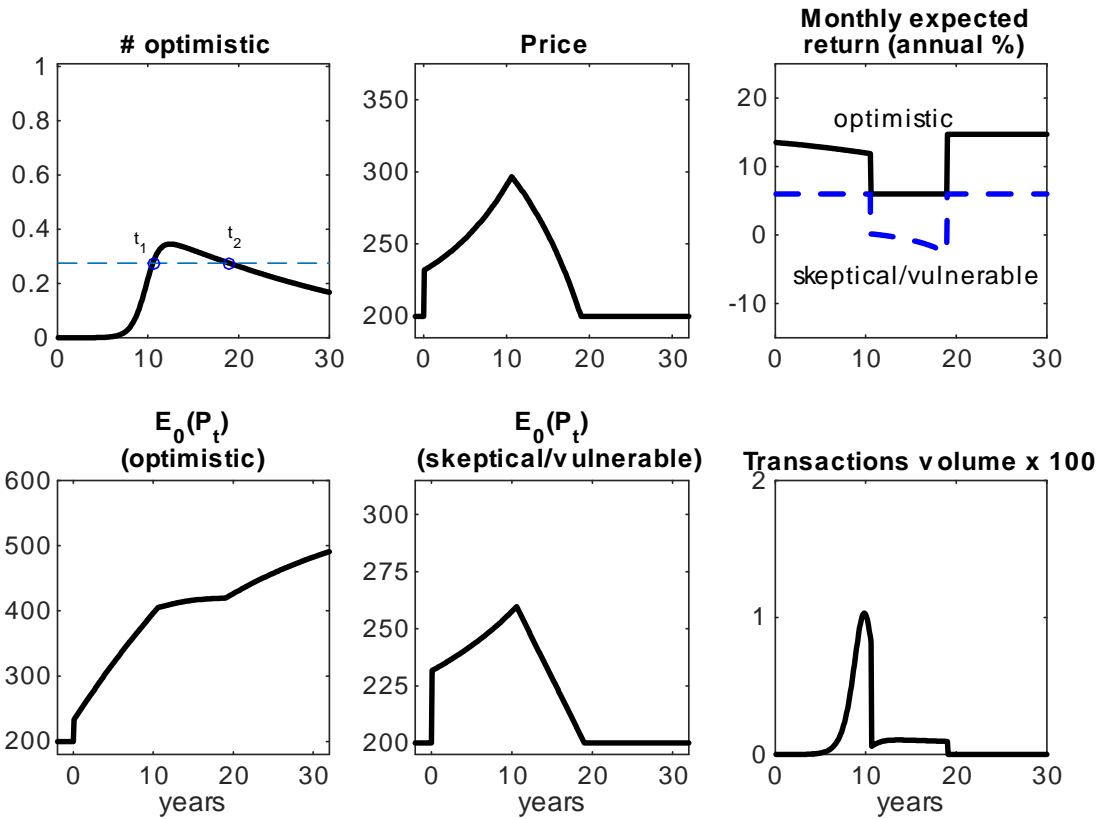 # optimistic
1
0.8
0.6
0.4
0.2
0
t1
t2
0 10 20 30
Price
350
300
250
200
0 10 20 30
Monthly expected
return (annual %)
20
10
0
-10
optimistic
skeptical/vulnerable
0 10 20 30
E0(Pt)
(optimistic)
600
500
400
300
200
0 10 20 30
years
E0(Pt)
(skeptical/vulnerable)
300
275
250
225
200
0 10 20 30
years
Transactions volume x 100
2
1
0
0 10 20 30
years